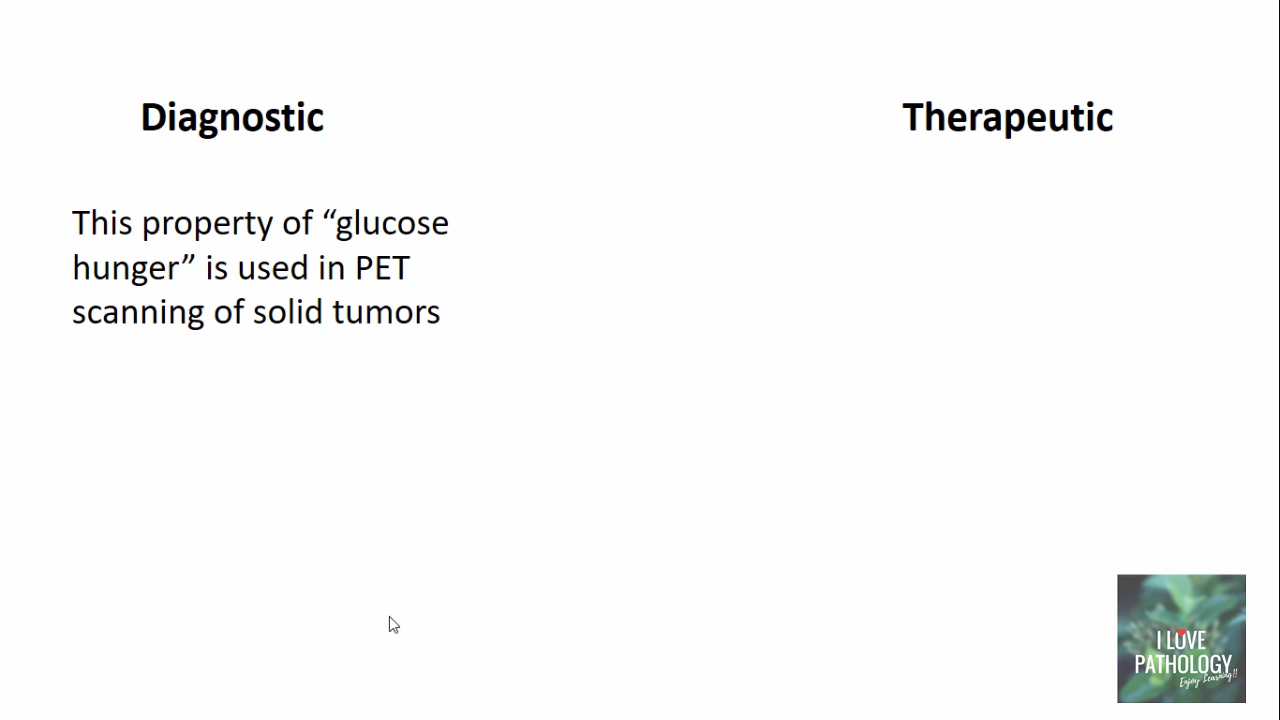 Diagnostic
Therapeutic
This property of “glucose
hunger” is used in PET
scanning of solid tumors
I LOVE
PATHOLOGY
Enjoy Learning!!